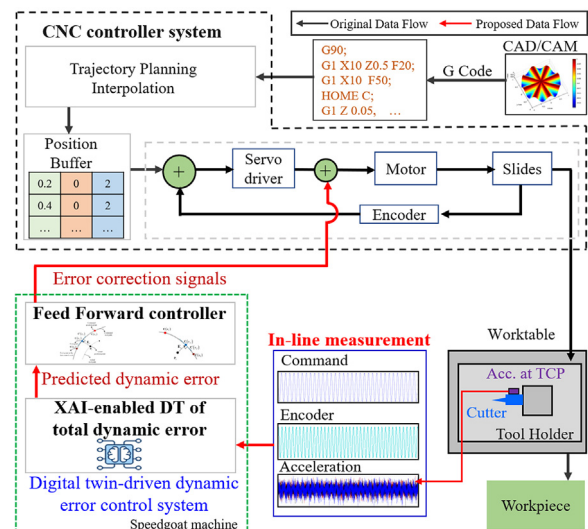 Original Data Flow
Proposed Data Flow
CNC controller system
CAD/CAM
G Code
G90;
G1 X10 Z0.5 F20;
G1 X10 F50;
HOME C;
G1 Z 0.05, ...
Trajectory Planning
Interpolation
Position
Buffer
0.2 0 2
0.4 0 2
... ... ...
+
Servo
driver
+
Motor
Slides
Encoder
Error correction signals
Feed Forward controller
Predicted dynamic error
XAI-enabled DT of
total dynamic error
Digital twin-driven dynamic
error control system
Speedgoat machine
In-line measurement
Command
Encoder
Acceleration
Worktable
Acc. at TCP
Cutter
Tool Holder
Workpiece